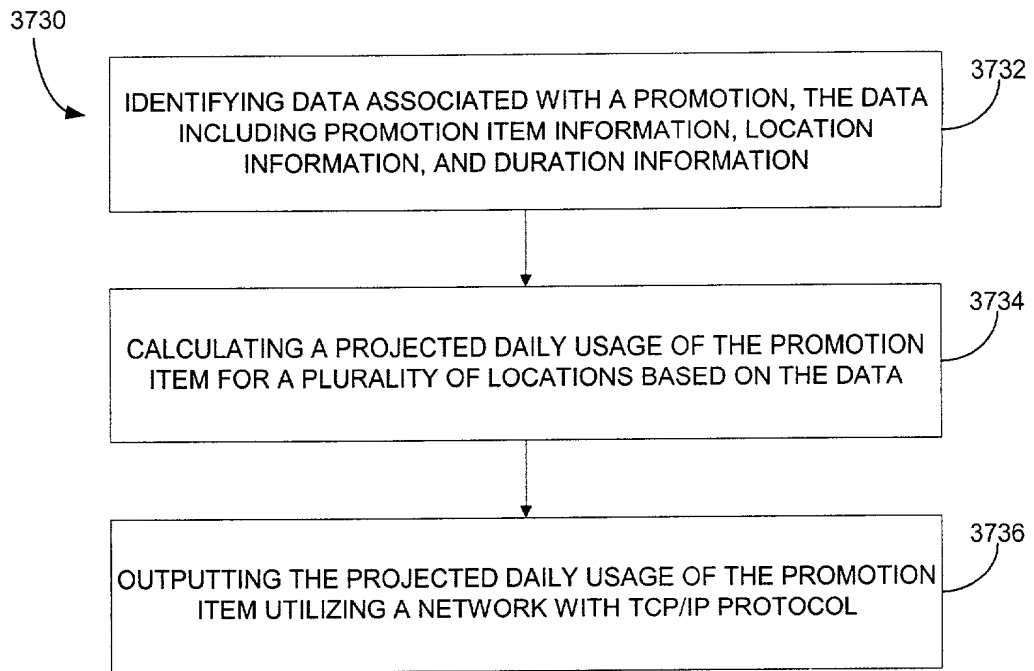 3730
3732
IDENTIFYING DATA ASSOCIATED WITH A PROMOTION, THE DATA
INCLUDING PROMOTION ITEM INFORMATION, LOCATION
INFORMATION, AND DURATION INFORMATION
3734
CALCULATING A PROJECTED DAILY USAGE OF THE PROMOTION
ITEM FOR A PLURALITY OF LOCATIONS BASED ON THE DATA
3736
OUTPUTTING THE PROJECTED DAILY USAGE OF THE PROMOTION
ITEM UTILIZING A NETWORK WITH TCP/IP PROTOCOL